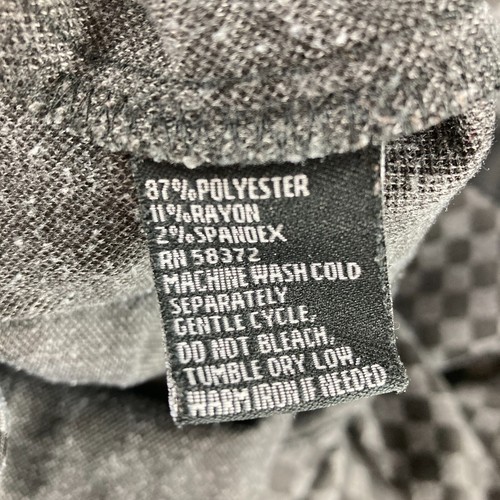 87% POLYESTER
11% RAYON
2% SPANDEX
RN 58372
MACHINE WASH COLD
SEPARATELY
GENTLE CYCLE,
DO NOT BLEACH,
TUMBLE DRY LOW,
WARM IRON IF NEEDED